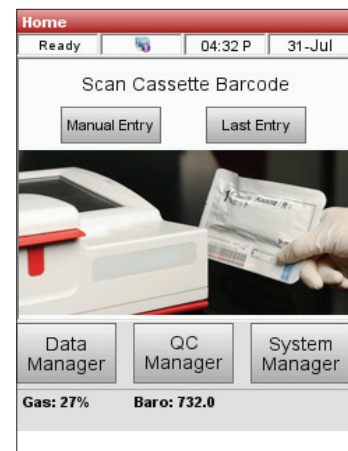 Home
Ready 04:32 P 31-Jul
Scan Cassette Barcode
Manual Entry Last Entry
Data Manager
QC Manager
System Manager
Gas: 27% Baro: 732.0